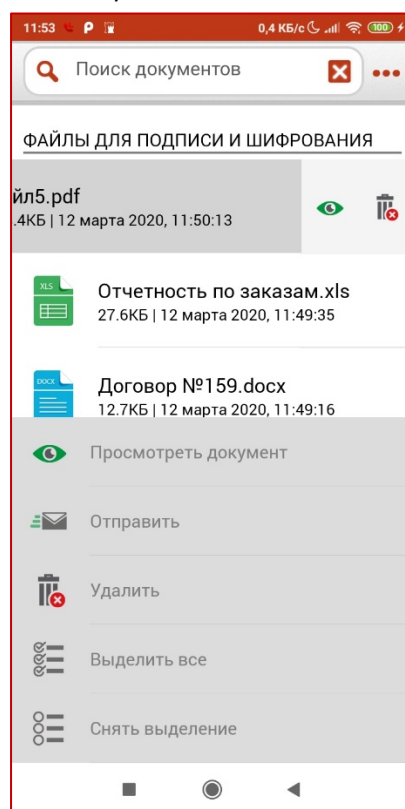 11:53 0,4 КБ/с 100
Поиск документов
ФАЙЛЫ ДЛЯ ПОДПИСИ И ШИФРОВАНИЯ
йл5.pdf
.4КБ | 12 марта 2020, 11:50:13
XLS
Отчетность по заказам.xls
27.6КБ | 12 марта 2020, 11:49:35
DOCX
Договор №159.docx
12.7КБ | 12 марта 2020, 11:49:16
Просмотреть документ
Отправить
Удалить
Выделить все
Снять выделение